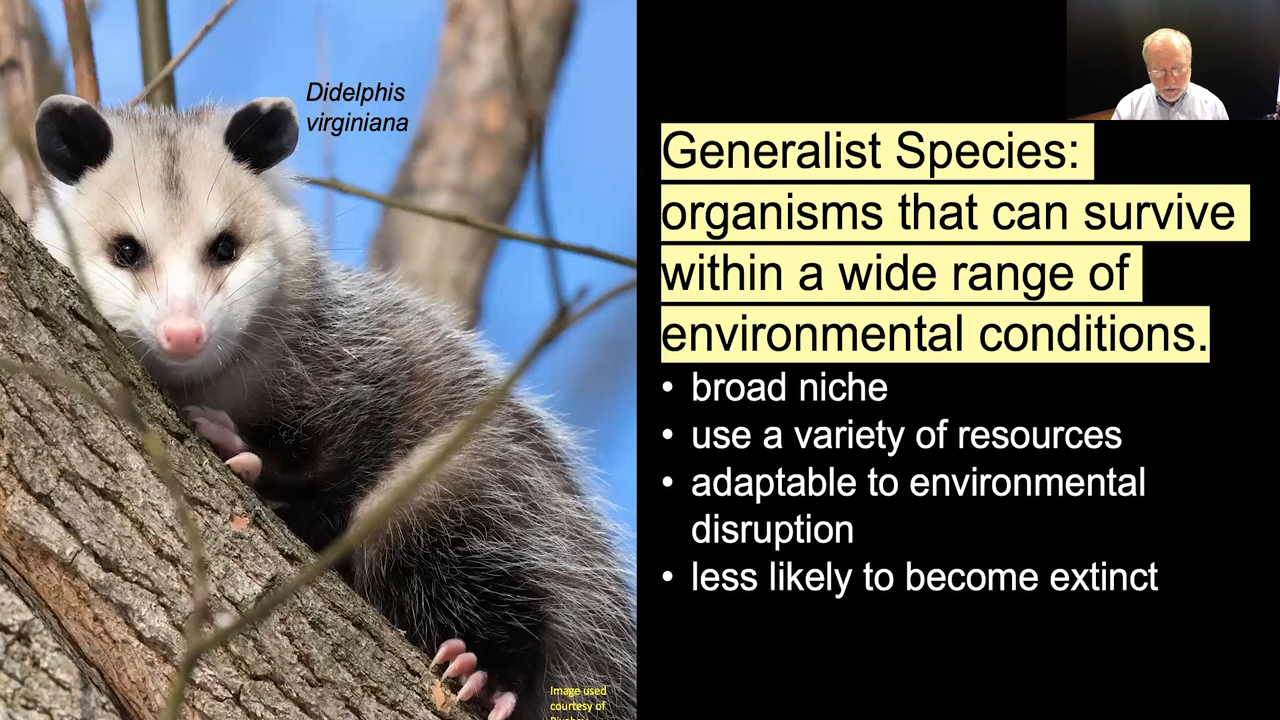 Didelphis
virginiana
Generalist Species:
organisms that can survive
within a wide range of
environmental conditions.
• broad niche
• use a variety of resources
• adaptable to environmental
disruption
• less likely to become extinct
Image used
courtesy of